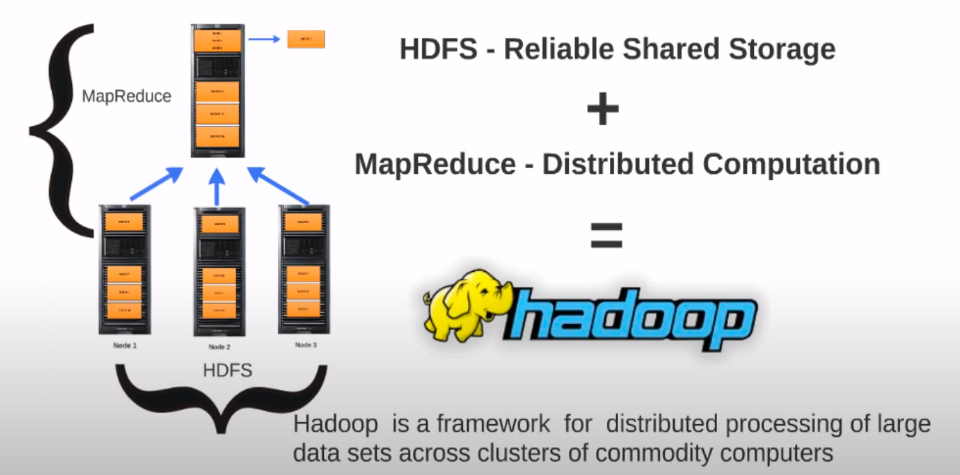 HDFS - Reliable Shared Storage
+
MapReduce
MapReduce - Distributed Computation
=
hadoop
Node 1
Node 2
Node 3
HDFS
Hadoop is a framework for distributed processing of large
data sets across clusters of commodity computers